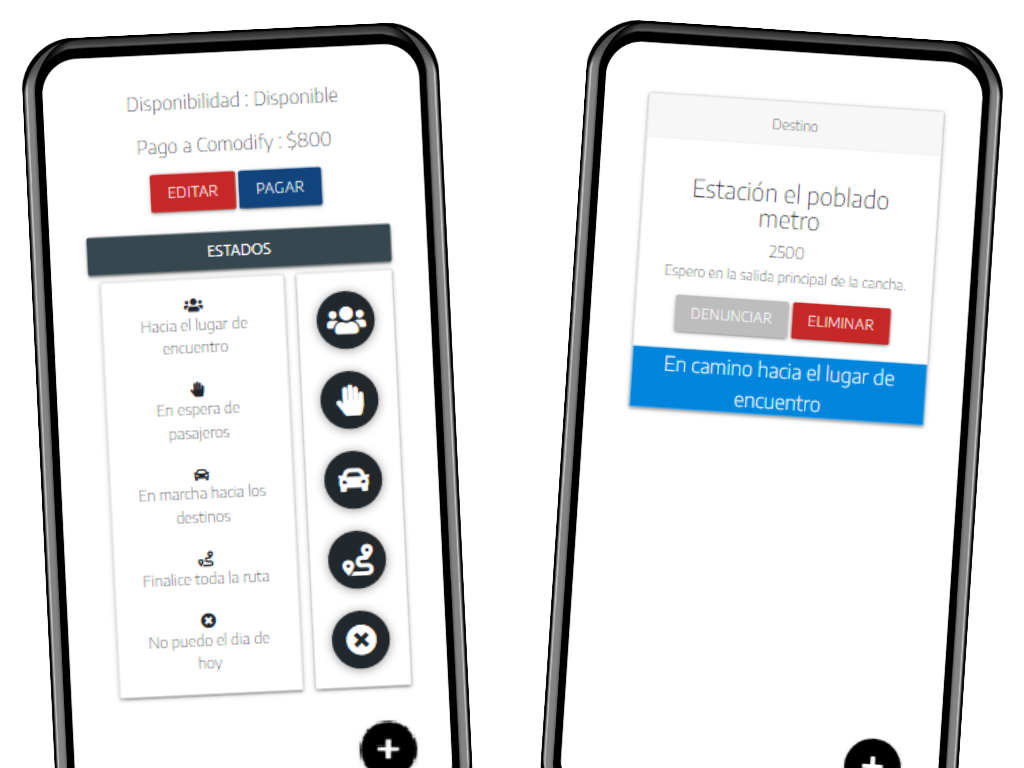 Disponibilidad : Disponible
Pago a Comodify : $800
EDITAR
PAGAR
ESTADOS
Hacia el lugar de
encuentro
En espera de
pasajeros
En marcha hacia los
destinos
Finalice toda la ruta
No puedo el dia de
hoy
Destino
Estación el poblado
metro
2500
Espero en la salida principal de la cancha.
DENUNCIAR
ELIMINAR
En camino hacia el lugar de
encuentro